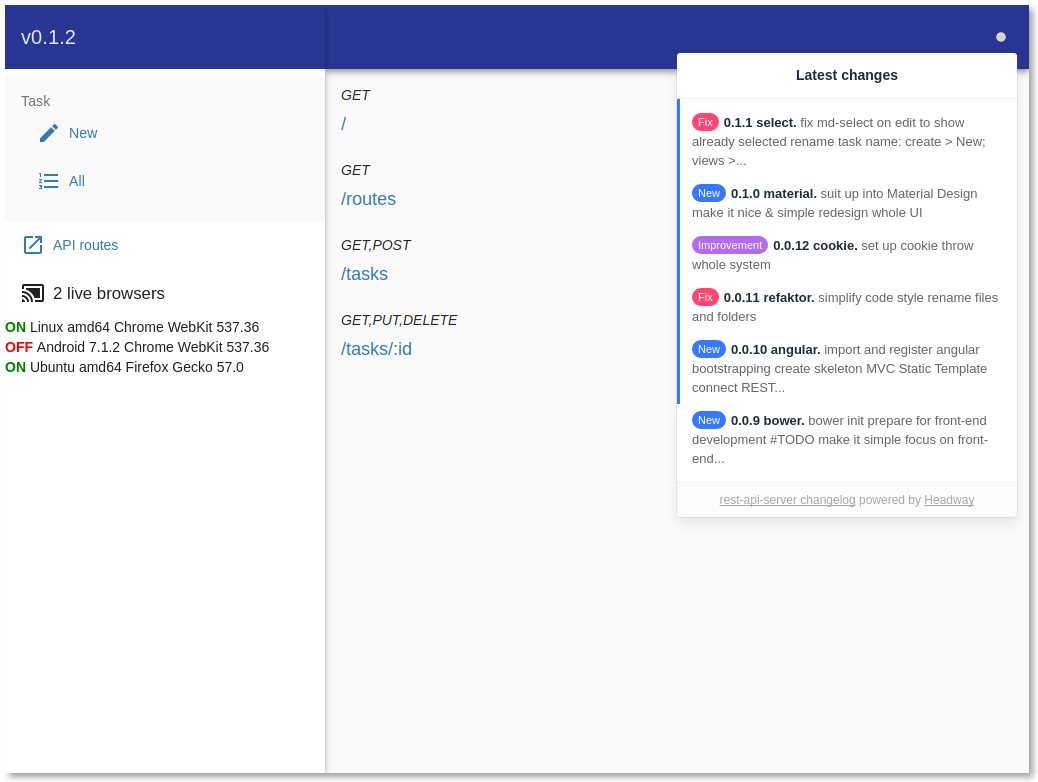 v0.1.2
Task
New
All
API routes
2 live browsers
ON Linux amd64 Chrome WebKit 537.36
OFF Android 7.1.2 Chrome WebKit 537.36
ON Ubuntu amd64 Firefox Gecko 57.0
GET
/
GET
/routes
GET,POST
/tasks
GET,PUT,DELETE
/tasks/:id
Latest changes
Fix 0.1.1 select. fix md-select on edit to show
already selected rename task name: create > New;
views >...
New 0.1.0 material. suit up into Material Design
make it nice & simple redesign whole UI
Improvement 0.0.12 cookie. set up cookie throw
whole system
Fix 0.0.11 refaktor. simplify code style rename files
and folders
New 0.0.10 angular. import and register angular
bootstrapping create skeleton MVC Static Template
connect REST...
New 0.0.9 bower. bower init prepare for front-end
development #TODO make it simple focus on front-
end...
rest-api-server changelog powered by Headway